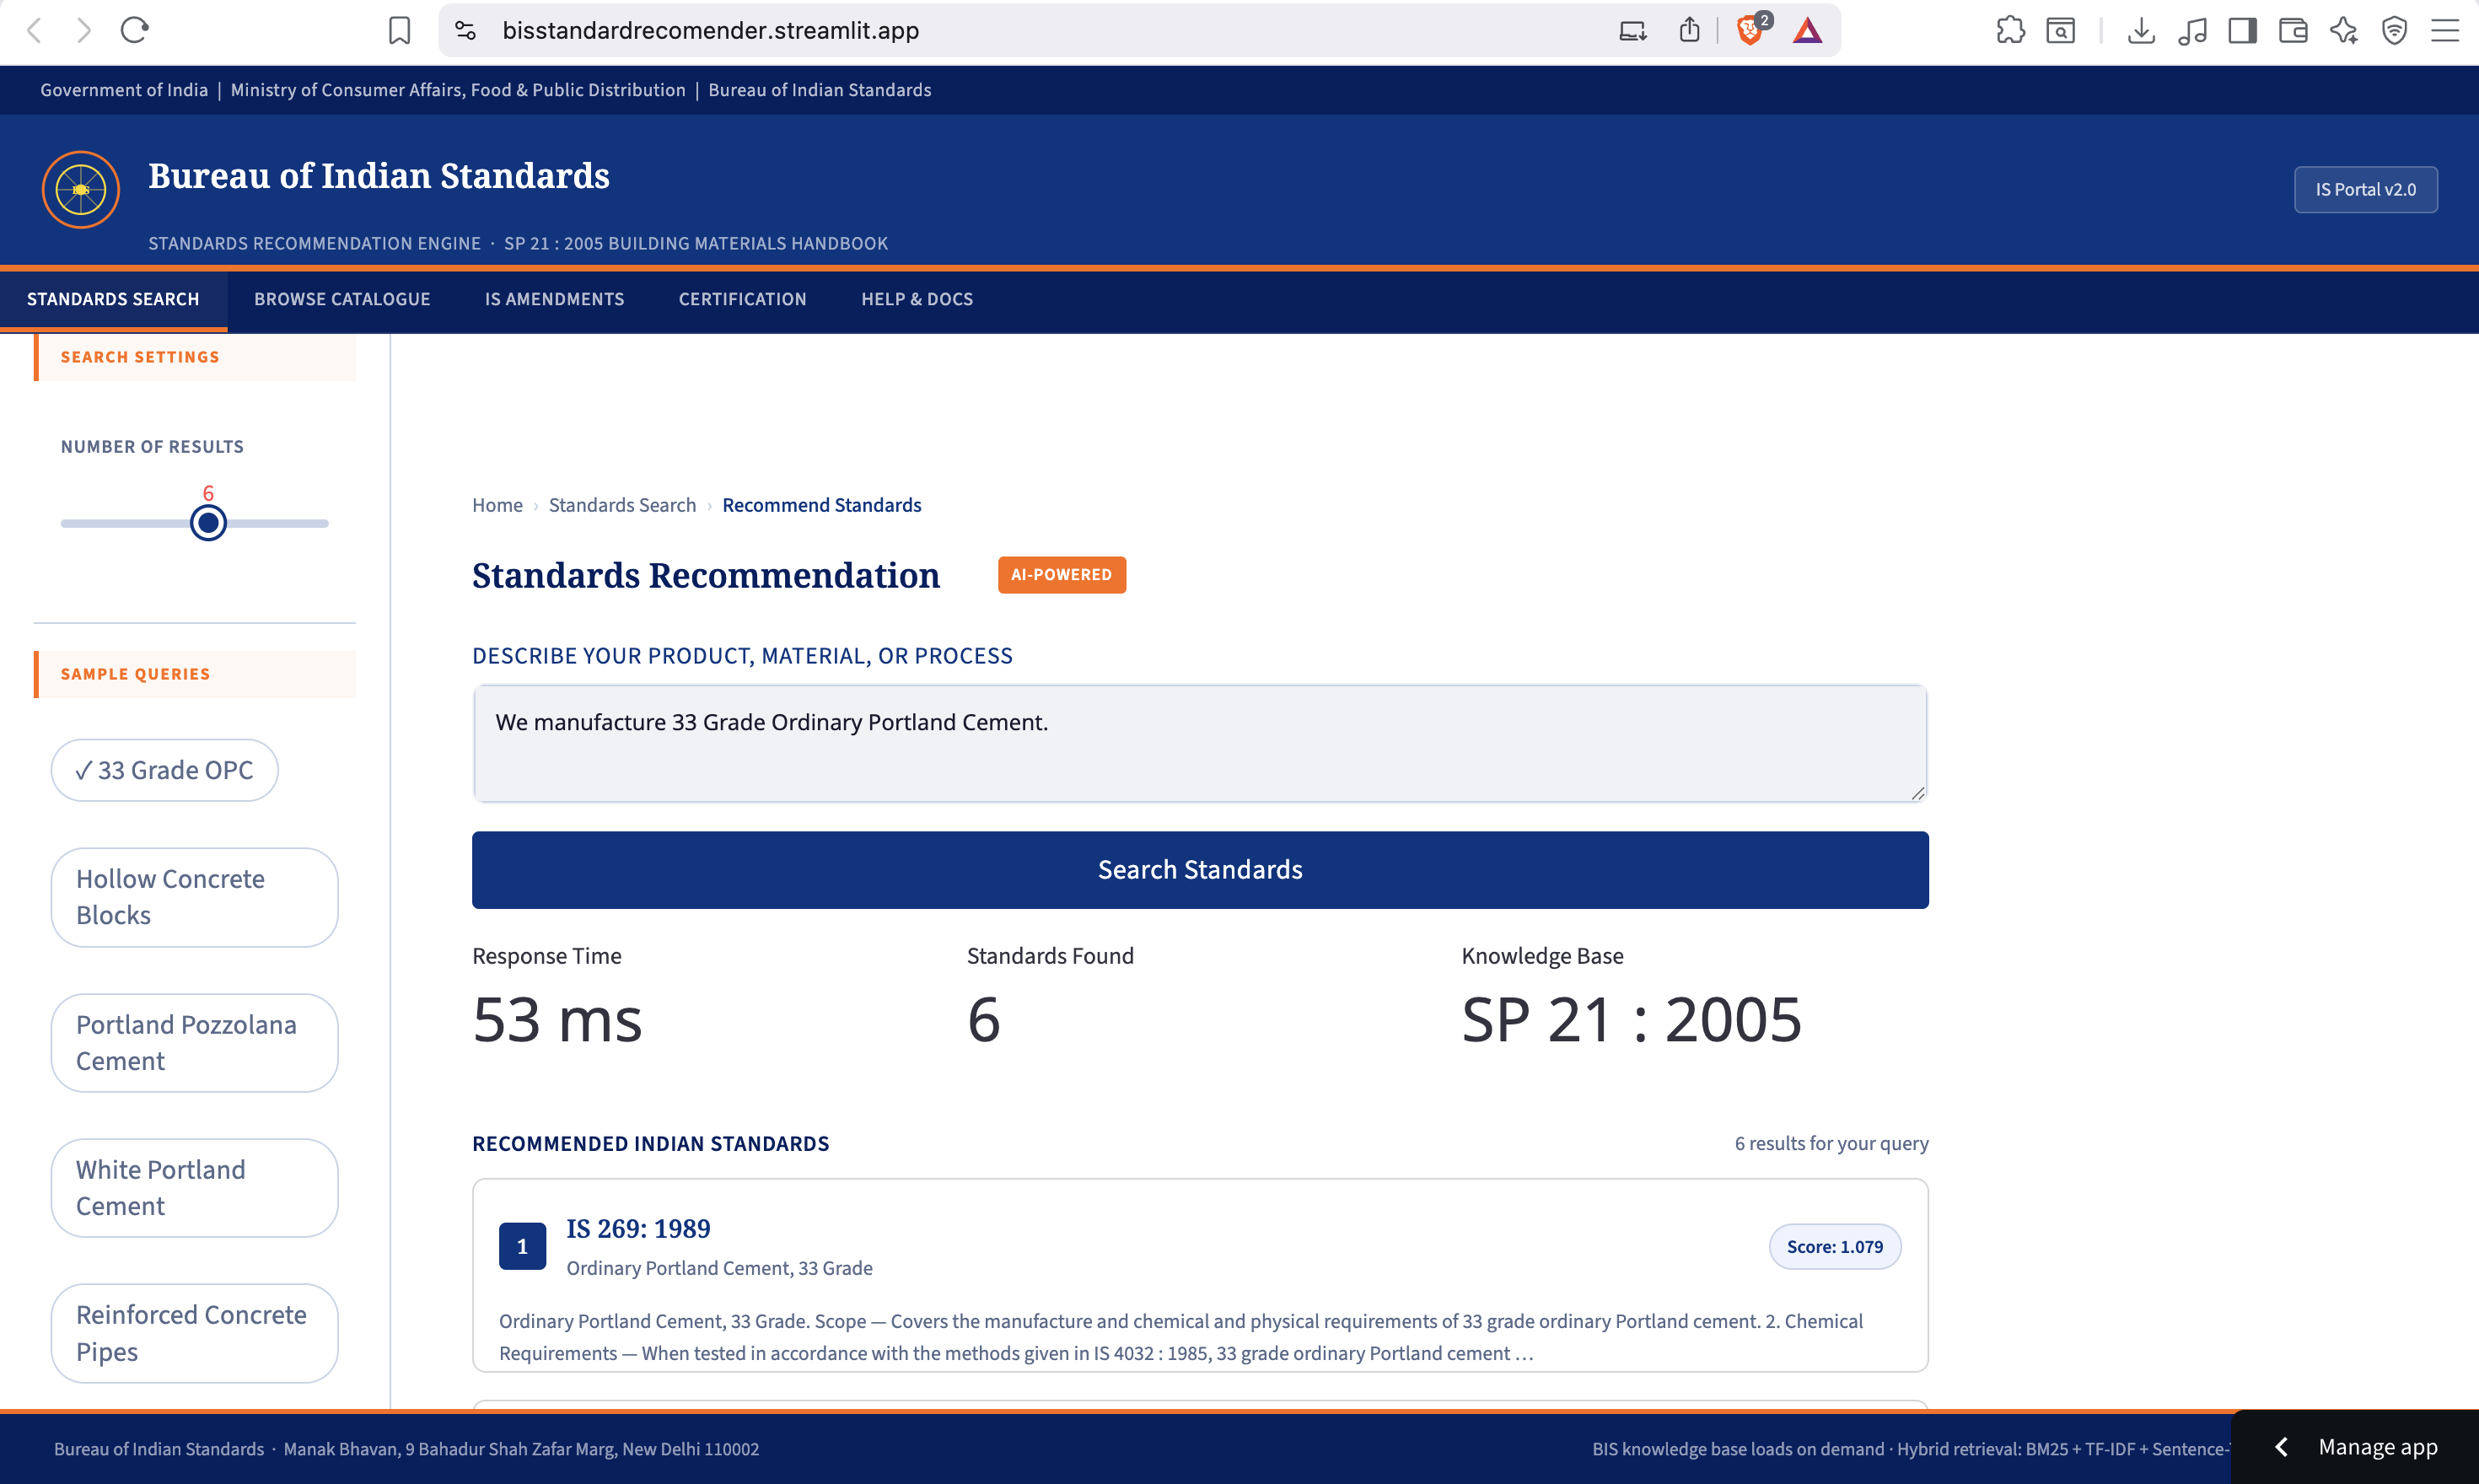 bisstandardrecomender.streamlit.app
2
Government of India | Ministry of Consumer Affairs, Food & Public Distribution | Bureau of Indian Standards
Bureau of Indian Standards
STANDARDS RECOMMENDATION ENGINE · SP 21 : 2005 BUILDING MATERIALS HANDBOOK
IS Portal v2.0
STANDARDS SEARCH
BROWSE CATALOGUE
IS AMENDMENTS
CERTIFICATION
HELP & DOCS
SEARCH SETTINGS
NUMBER OF RESULTS
6
SAMPLE QUERIES
✓ 33 Grade OPC
Hollow Concrete
Blocks
Portland Pozzolana
Cement
White Portland
Cement
Reinforced Concrete
Pipes
Home › Standards Search › Recommend Standards
Standards Recommendation
AI-POWERED
DESCRIBE YOUR PRODUCT, MATERIAL, OR PROCESS
We manufacture 33 Grade Ordinary Portland Cement.
Search Standards
Response Time
53 ms
Standards Found
6
Knowledge Base
SP 21 : 2005
RECOMMENDED INDIAN STANDARDS
6 results for your query
1
IS 269: 1989
Ordinary Portland Cement, 33 Grade
Score: 1.079
Ordinary Portland Cement, 33 Grade. Scope — Covers the manufacture and chemical and physical requirements of 33 grade ordinary Portland cement. 2. Chemical
Requirements — When tested in accordance with the methods given in IS 4032 : 1985, 33 grade ordinary Portland cement …
Bureau of Indian Standards · Manak Bhavan, 9 Bahadur Shah Zafar Marg, New Delhi 110002
BIS knowledge base loads on demand · Hybrid retrieval: BM25 + TF-IDF + Sentence-
Manage app